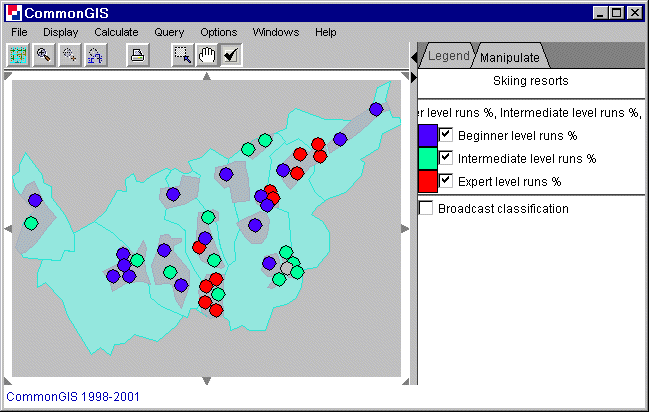 CommonGIS
File Display Calculate Query Options Windows Help
Legend Manipulate
Skiing resorts
er level runs %, Intermediate level runs %,
Beginner level runs %
Intermediate level runs %
Expert level runs %
Broadcast classification
CommonGIS 1998-2001